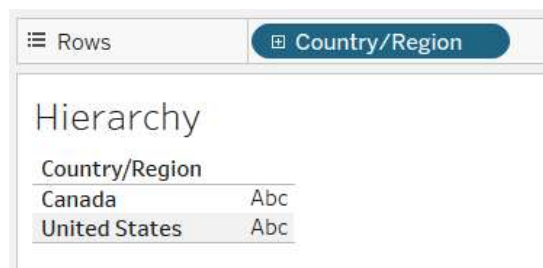 Rows Country/Region
Hierarchy
Country/Region
Canada Abc
United States Abc